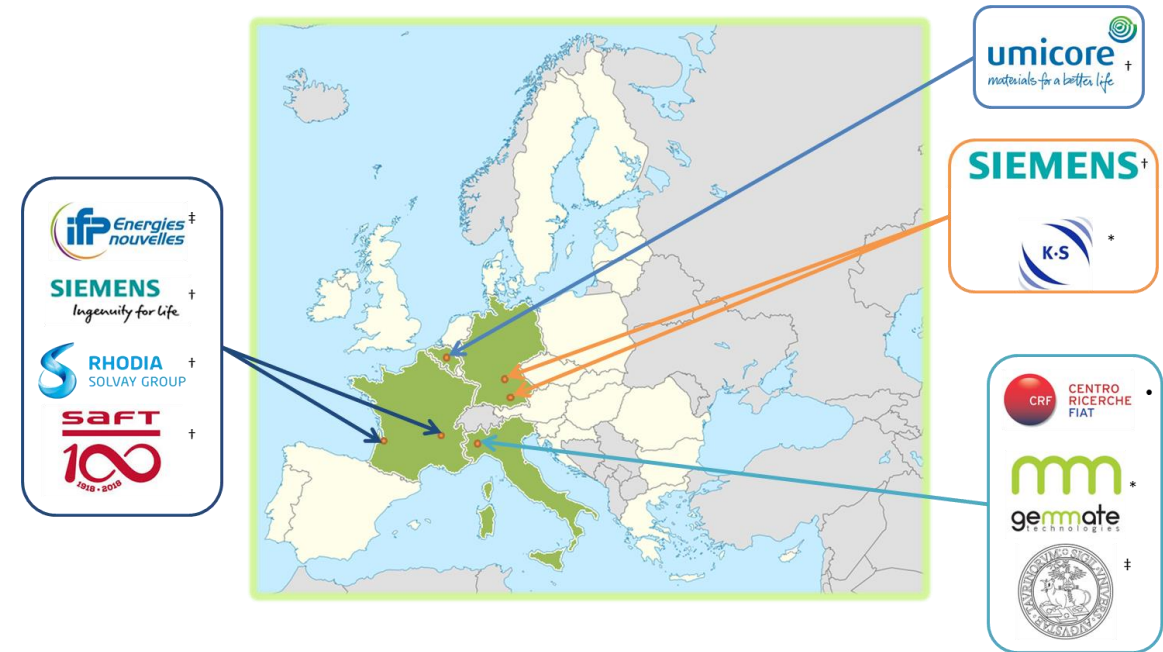 umicore †
materials for a better life
SIEMENS †
K·S *
ifp Energies nouvelles ‡
SIEMENS †
Ingenuity for life
RHODIA †
SOLVAY GROUP
saft †
100
1918 • 2018
CRF CENTRO RICERCHE FIAT •
mm *
gemmate
technologies
‡